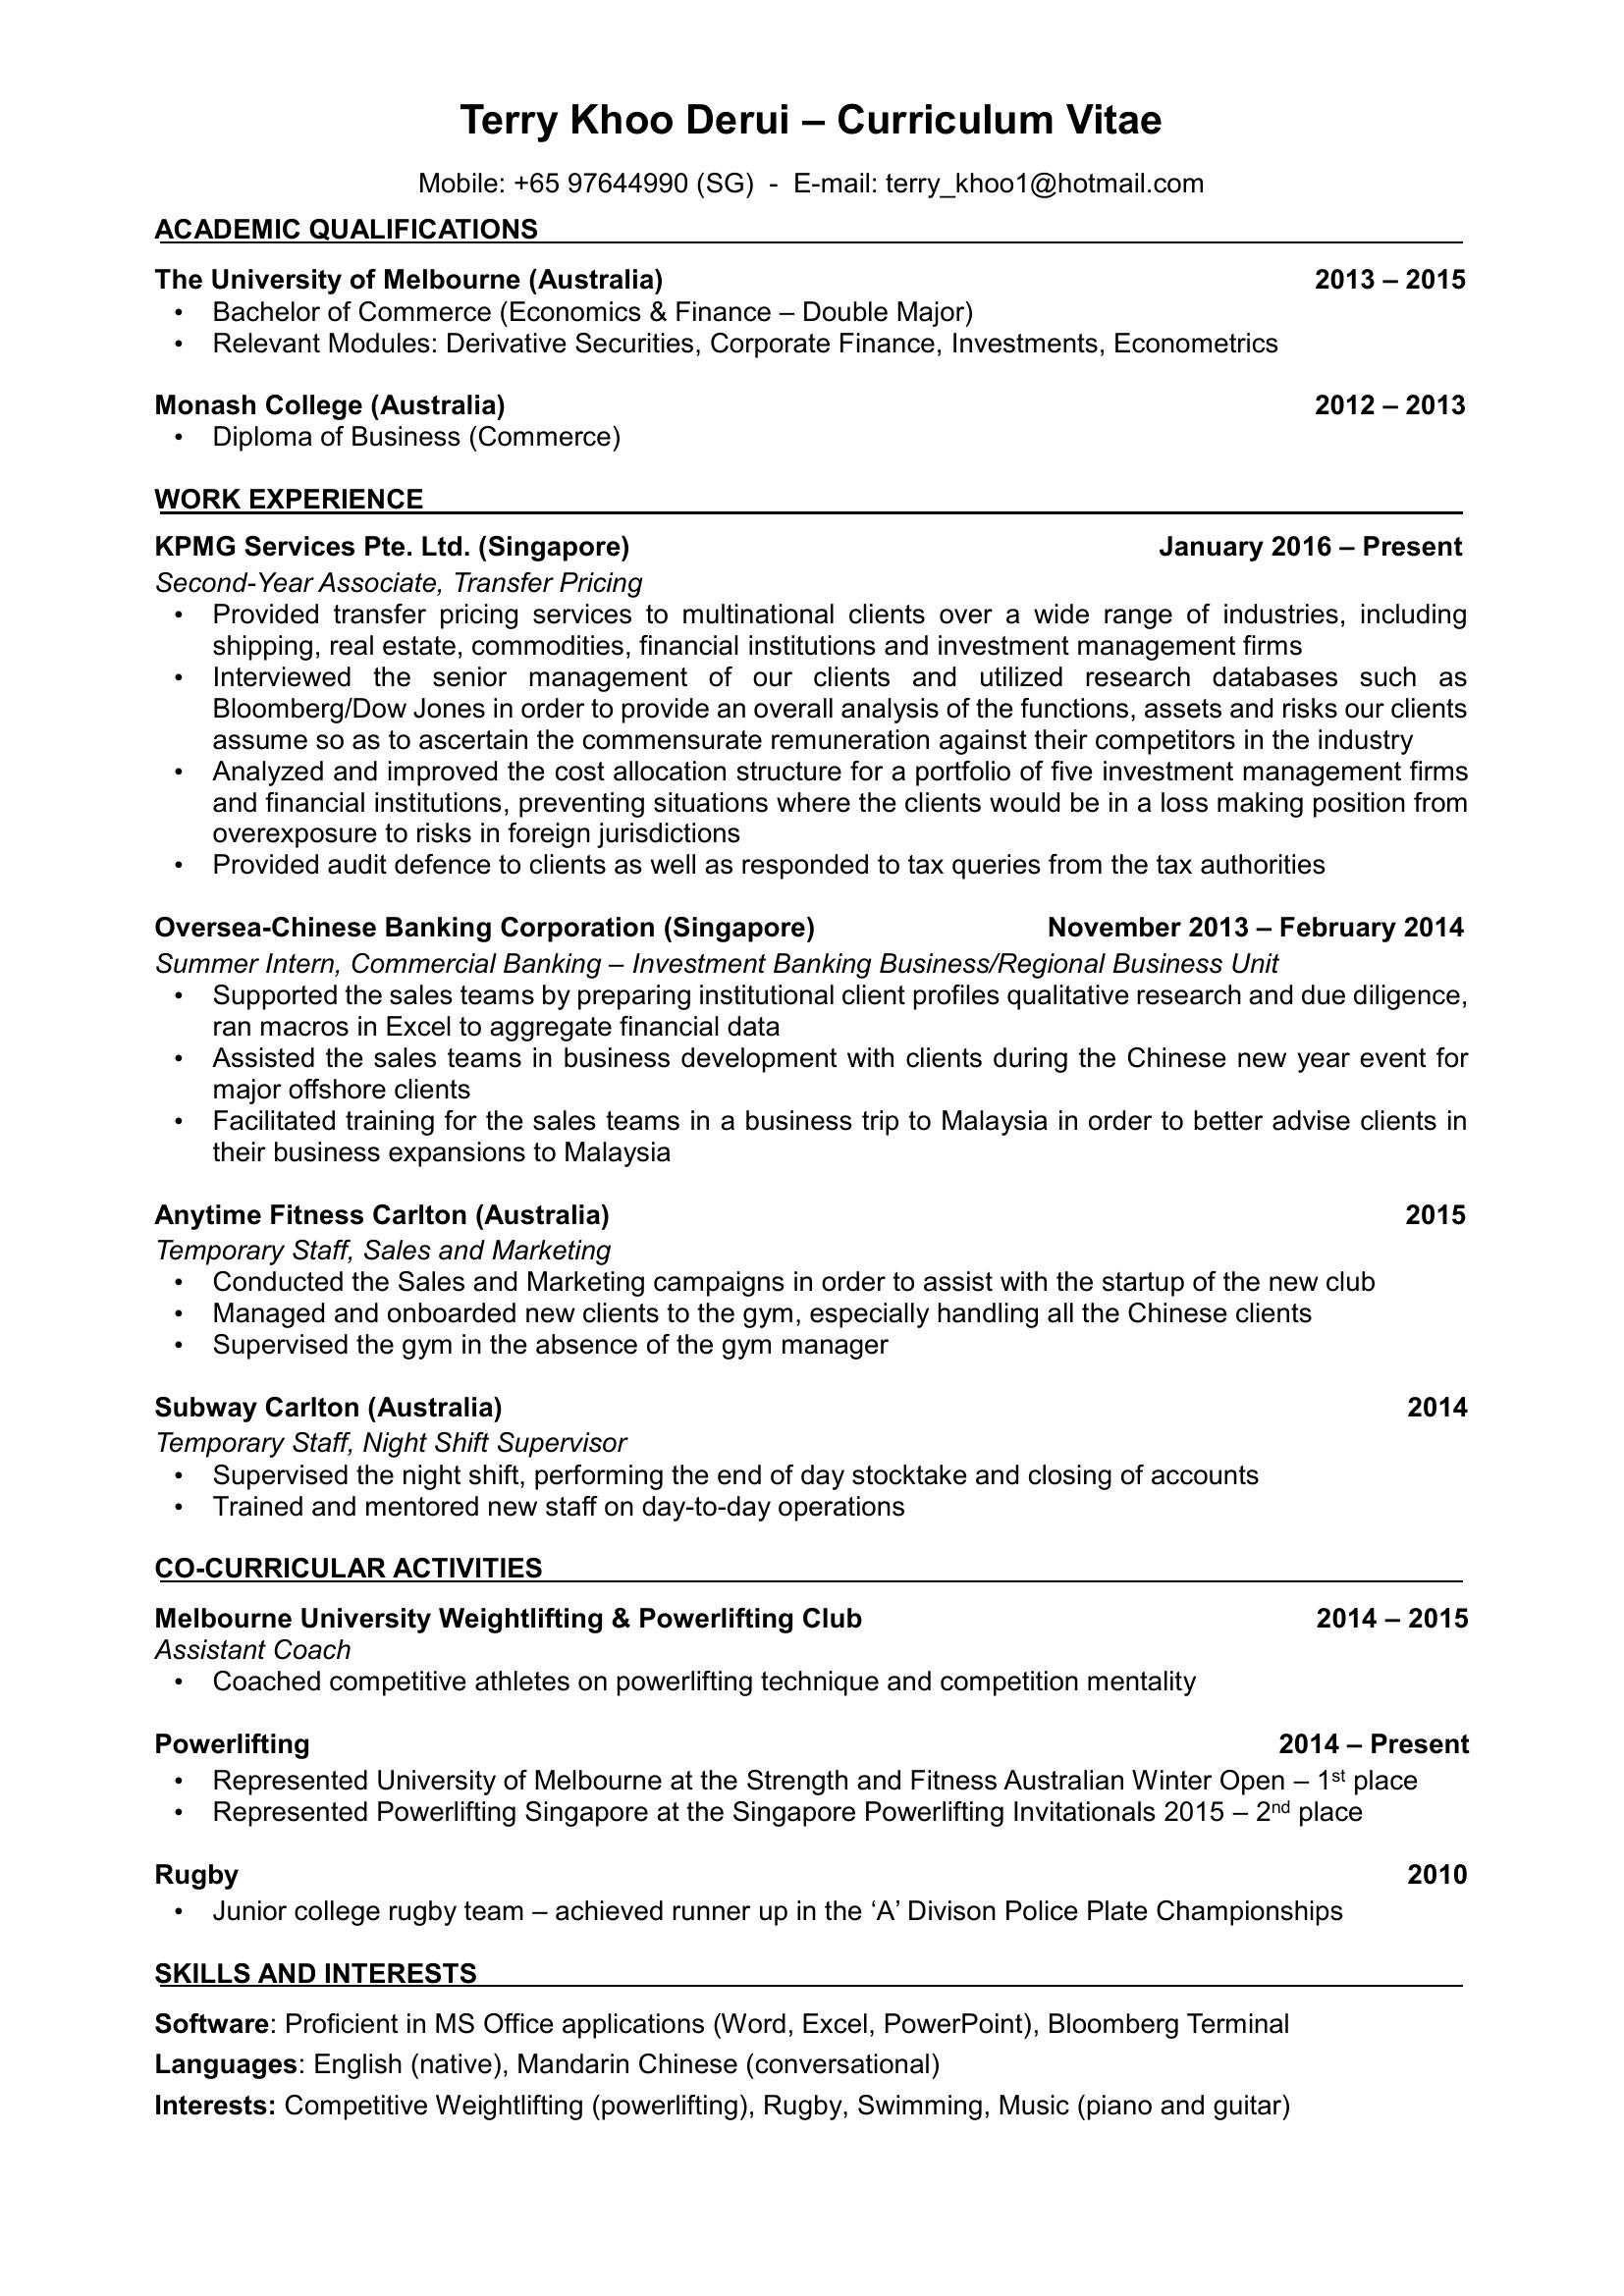 Terry Khoo Derui – Curriculum Vitae
Mobile: +65 97644990 (SG) - E-mail: terry_khoo1@hotmail.com
ACADEMIC QUALIFICATIONS
The University of Melbourne (Australia) 2013 – 2015
• Bachelor of Commerce (Economics & Finance – Double Major)
• Relevant Modules: Derivative Securities, Corporate Finance, Investments, Econometrics
Monash College (Australia) 2012 – 2013
• Diploma of Business (Commerce)
WORK EXPERIENCE
KPMG Services Pte. Ltd. (Singapore) January 2016 – Present
Second-Year Associate, Transfer Pricing
• Provided transfer pricing services to multinational clients over a wide range of industries, including
shipping, real estate, commodities, financial institutions and investment management firms
• Interviewed the senior management of our clients and utilized research databases such as
Bloomberg/Dow Jones in order to provide an overall analysis of the functions, assets and risks our clients
assume so as to ascertain the commensurate remuneration against their competitors in the industry
• Analyzed and improved the cost allocation structure for a portfolio of five investment management firms
and financial institutions, preventing situations where the clients would be in a loss making position from
overexposure to risks in foreign jurisdictions
• Provided audit defence to clients as well as responded to tax queries from the tax authorities
Oversea-Chinese Banking Corporation (Singapore) November 2013 – February 2014
Summer Intern, Commercial Banking – Investment Banking Business/Regional Business Unit
• Supported the sales teams by preparing institutional client profiles qualitative research and due diligence,
ran macros in Excel to aggregate financial data
• Assisted the sales teams in business development with clients during the Chinese new year event for
major offshore clients
• Facilitated training for the sales teams in a business trip to Malaysia in order to better advise clients in
their business expansions to Malaysia
Anytime Fitness Carlton (Australia) 2015
Temporary Staff, Sales and Marketing
• Conducted the Sales and Marketing campaigns in order to assist with the startup of the new club
• Managed and onboarded new clients to the gym, especially handling all the Chinese clients
• Supervised the gym in the absence of the gym manager
Subway Carlton (Australia) 2014
Temporary Staff, Night Shift Supervisor
• Supervised the night shift, performing the end of day stocktake and closing of accounts
• Trained and mentored new staff on day-to-day operations
CO-CURRICULAR ACTIVITIES
Melbourne University Weightlifting & Powerlifting Club 2014 – 2015
Assistant Coach
• Coached competitive athletes on powerlifting technique and competition mentality
Powerlifting 2014 – Present
• Represented University of Melbourne at the Strength and Fitness Australian Winter Open – 1st place
• Represented Powerlifting Singapore at the Singapore Powerlifting Invitationals 2015 – 2nd place
Rugby 2010
• Junior college rugby team – achieved runner up in the ‘A’ Divison Police Plate Championships
SKILLS AND INTERESTS
Software: Proficient in MS Office applications (Word, Excel, PowerPoint), Bloomberg Terminal
Languages: English (native), Mandarin Chinese (conversational)
Interests: Competitive Weightlifting (powerlifting), Rugby, Swimming, Music (piano and guitar)